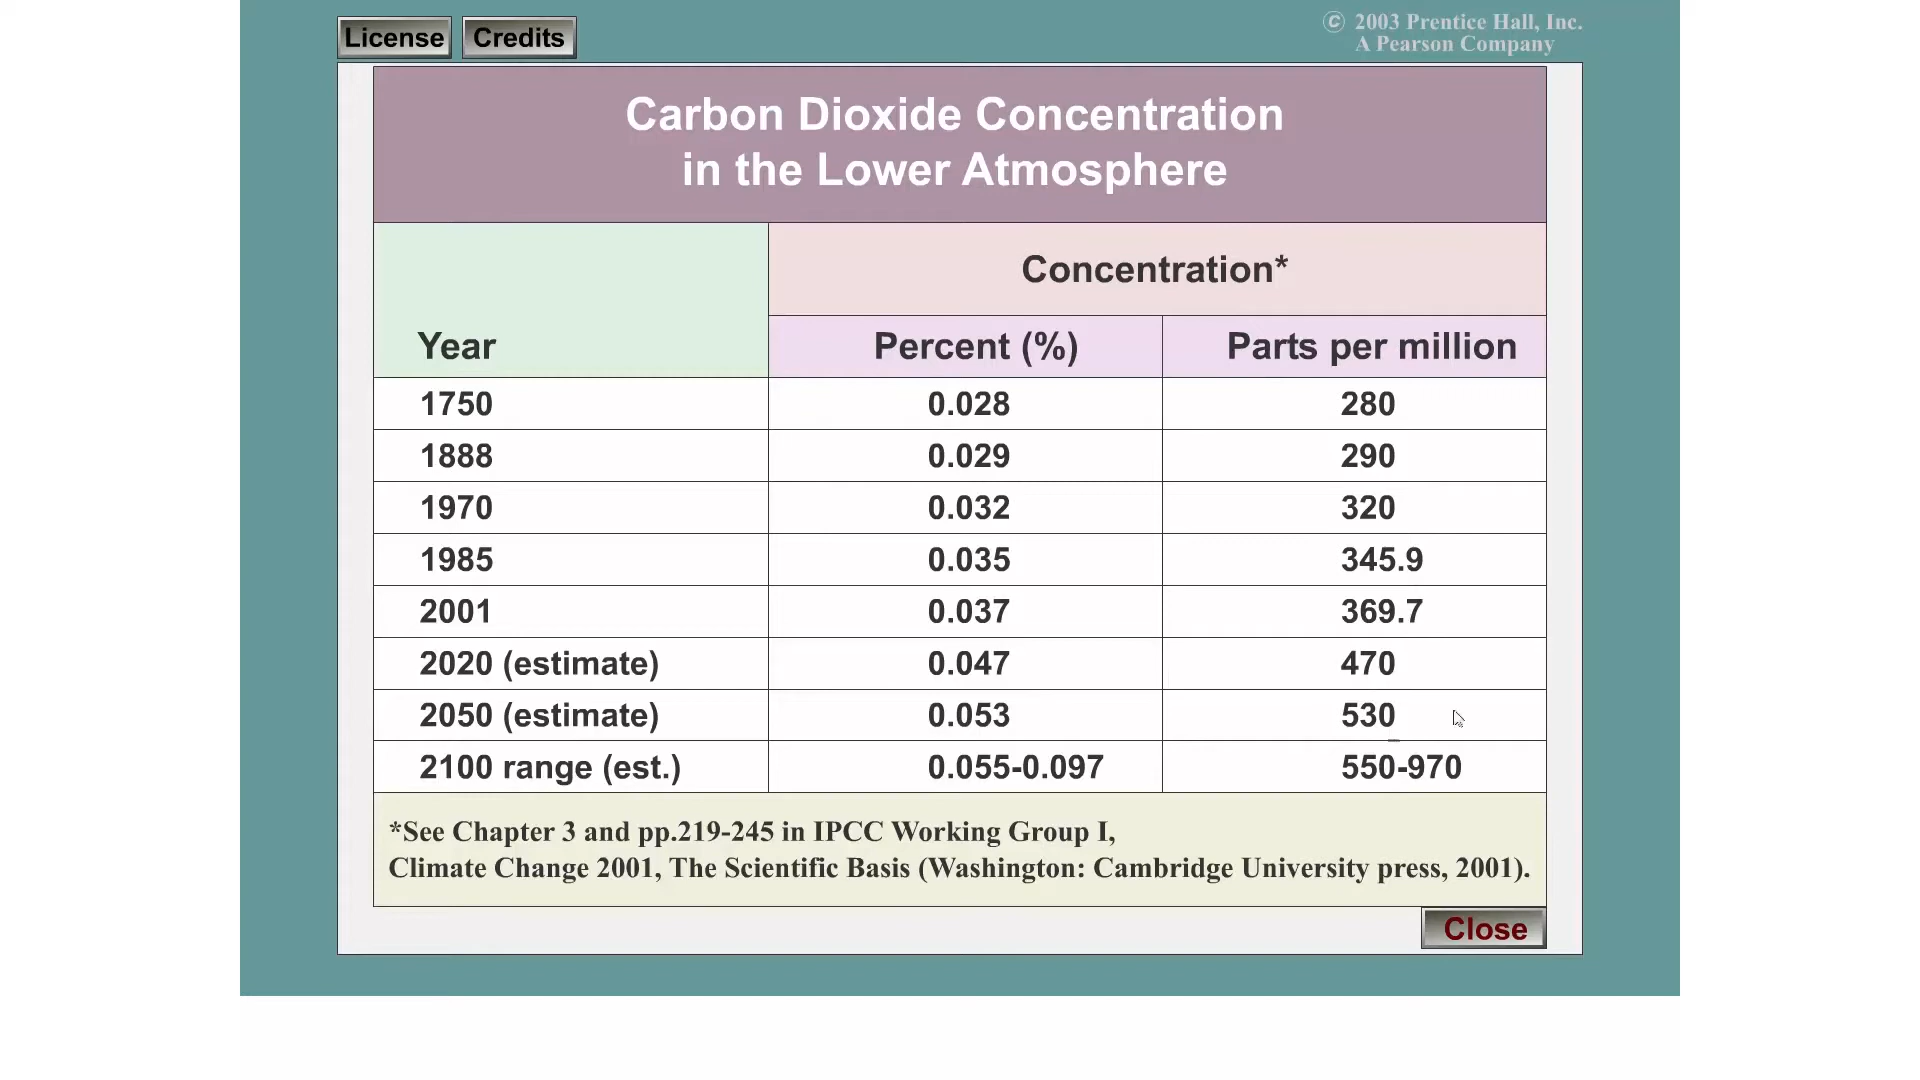 License Credits
© 2003 Prentice Hall, Inc.
A Pearson Company
Carbon Dioxide Concentration
in the Lower Atmosphere
Concentration*
Year Percent (%) Parts per million
1750 0.028 280
1888 0.029 290
1970 0.032 320
1985 0.035 345.9
2001 0.037 369.7
2020 (estimate) 0.047 470
2050 (estimate) 0.053 530
2100 range (est.) 0.055-0.097 550-970
*See Chapter 3 and pp.219-245 in IPCC Working Group I,
Climate Change 2001, The Scientific Basis (Washington: Cambridge University press, 2001).
Close